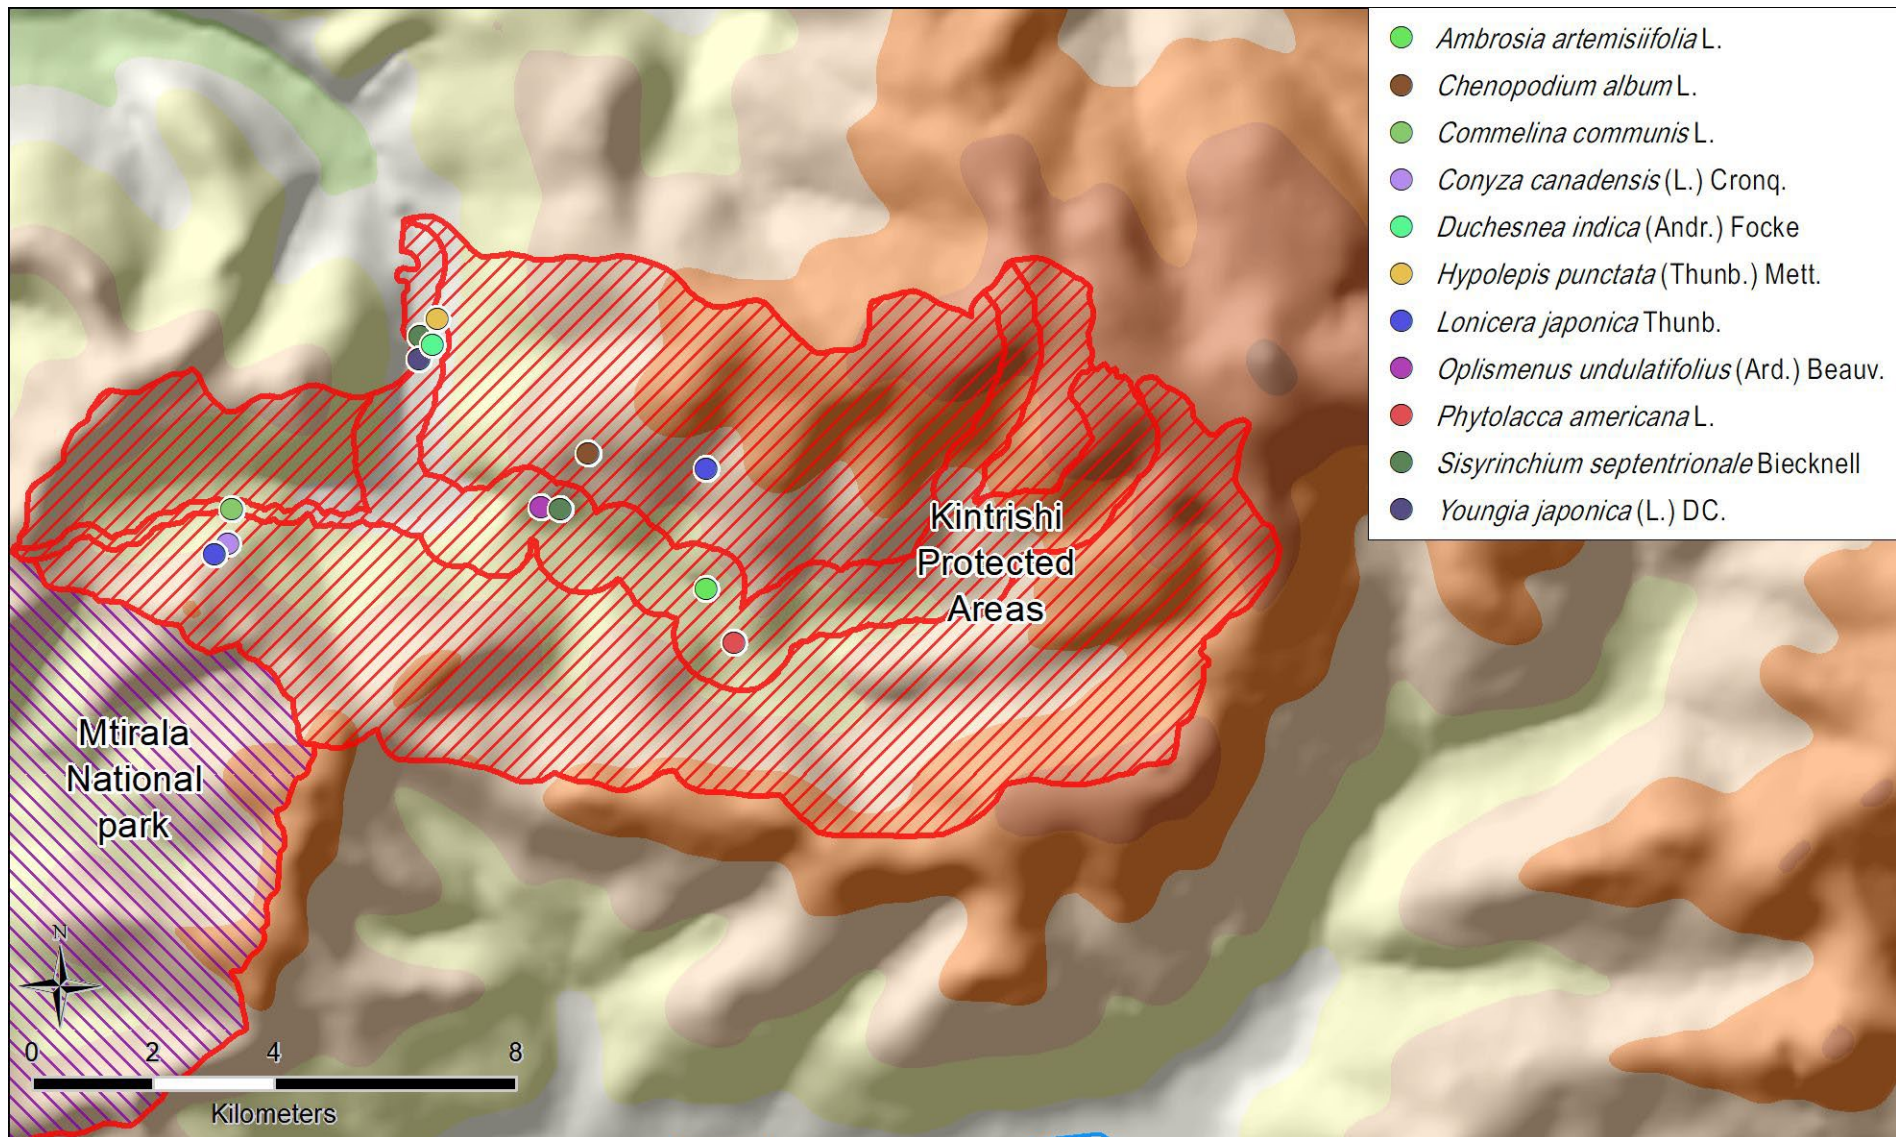 Ambrosia artemisiifolia L.
Chenopodium album L.
Commelina communis L.
Conyza canadensis (L.) Cronq.
Duchesnea indica (Andr.) Focke
Hypolepis punctata (Thunb.) Mett.
Lonicera japonica Thunb.
Oplismenus undulatifolius (Ard.) Beauv.
Phytolacca americana L.
Sisyrinchium septentrionale Biecknell
Youngia japonica (L.) DC.
Kintrishi
Protected
Areas
Mtirala
National
park
N
0 2 4 8
Kilometers